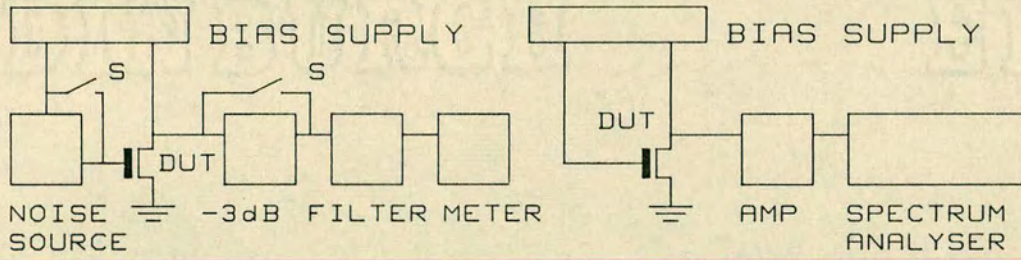 BIAS SUPPLY
S
S
DUT
NOISE SOURCE
-3dB
FILTER
METER
BIAS SUPPLY
DUT
AMP
SPECTRUM ANALYSER